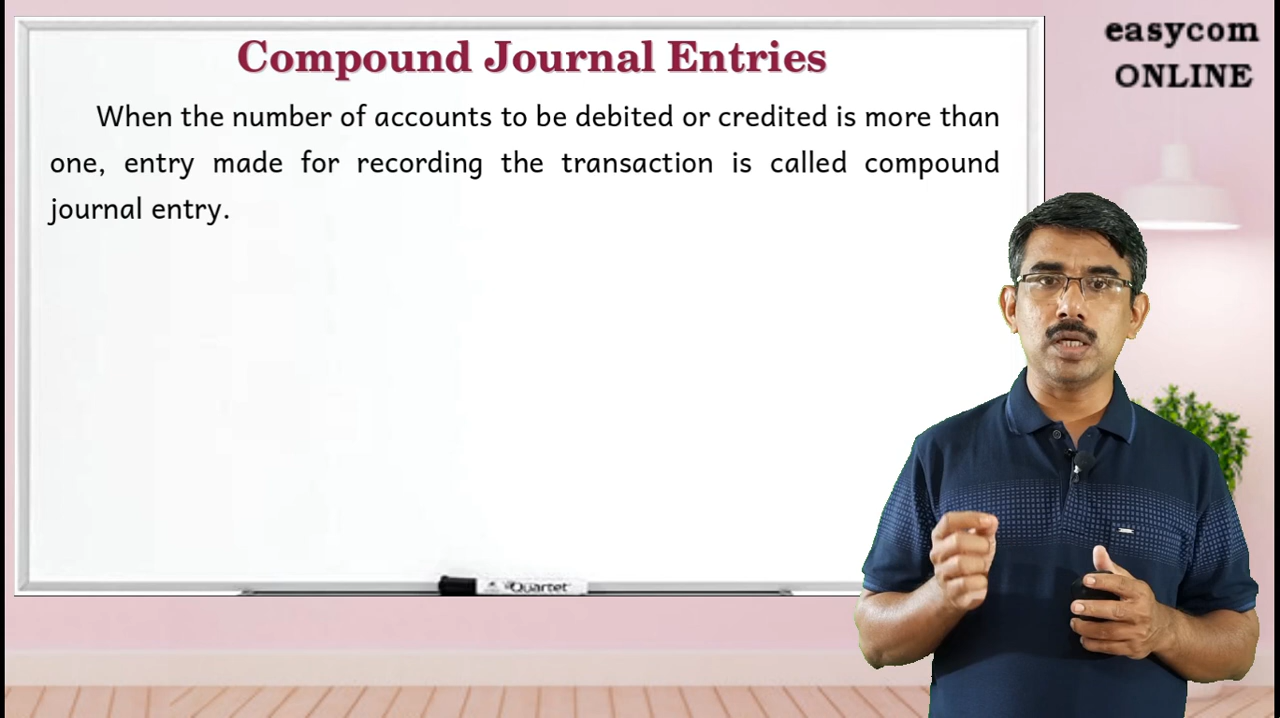 Compound Journal Entries
When the number of accounts to be debited or credited is more than
one, entry made for recording the transaction is called compound
journal entry.
easycom
ONLINE
Quartet